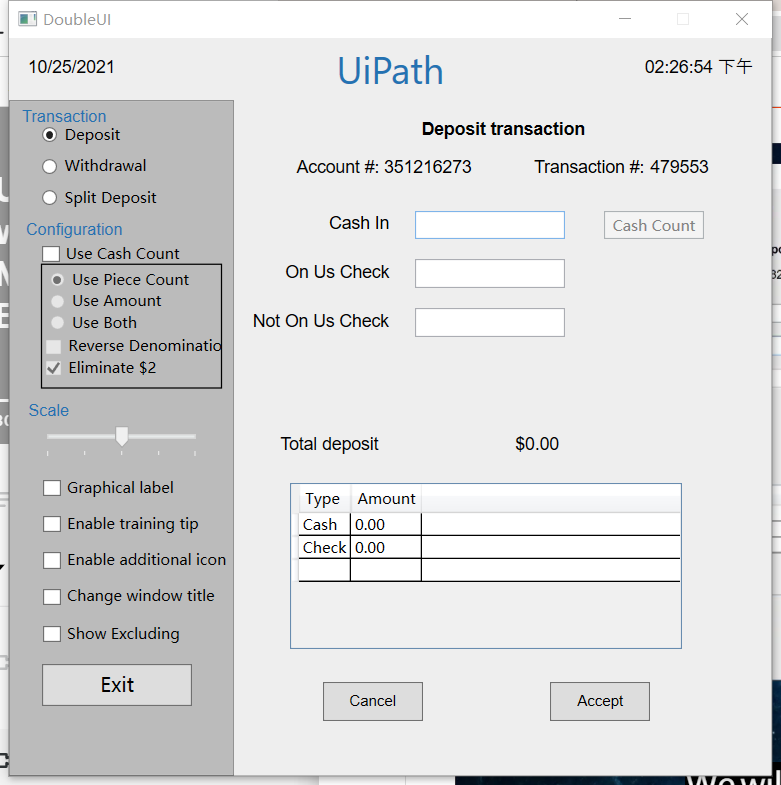 DoubleUI
10/25/2021
UiPath
02:26:54 下午
Transaction
Deposit
Withdrawal
Split Deposit
Configuration
Use Cash Count
Use Piece Count
Use Amount
Use Both
Reverse Denominatio
Eliminate $2
Scale
Graphical label
Enable training tip
Enable additional icon
Change window title
Show Excluding
Exit
Deposit transaction
Account #: 351216273
Transaction #: 479553
Cash In
Cash Count
On Us Check
Not On Us Check
Total deposit
$0.00
Type Amount
Cash 0.00
Check 0.00
Cancel
Accept